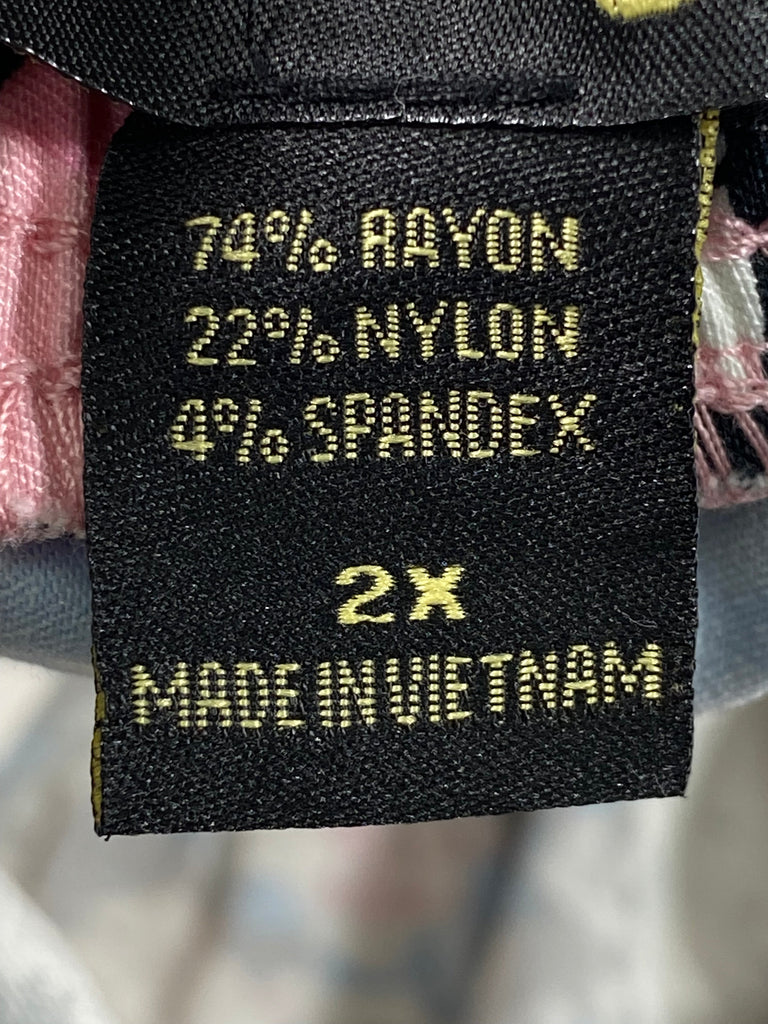 74% RAYON
22% NYLON
4% SPANDEX
2X
MADE IN VIETNAM